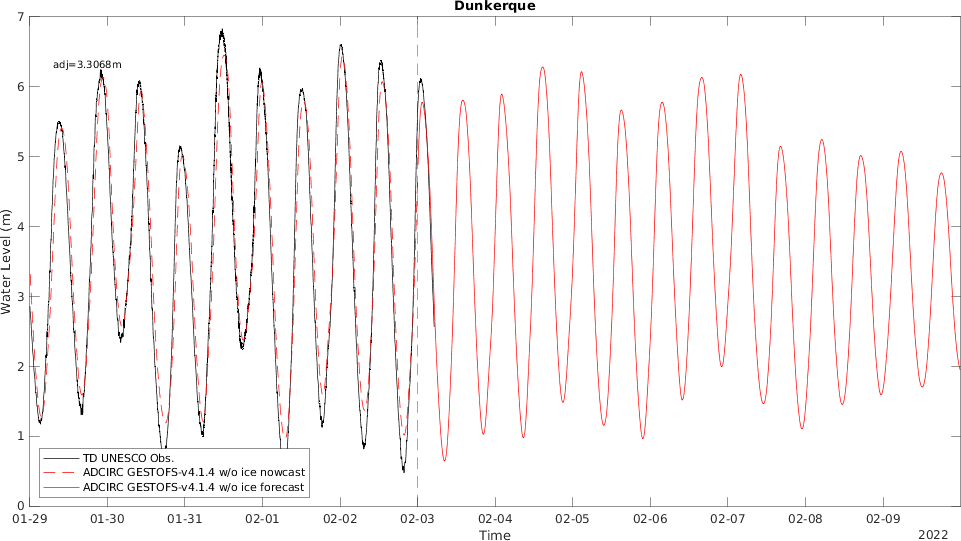 Dunkerque
adj=3.3068m
7
6
5
4
3
2
1
0
Water Level (m)
TD UNESCO Obs.
ADCIRC GESTOFS-v4.1.4 w/o ice nowcast
ADCIRC GESTOFS-v4.1.4 w/o ice forecast
01-29 01-30 01-31 02-01 02-02 02-03 02-04 02-05 02-06 02-07 02-08 02-09
Time
2022